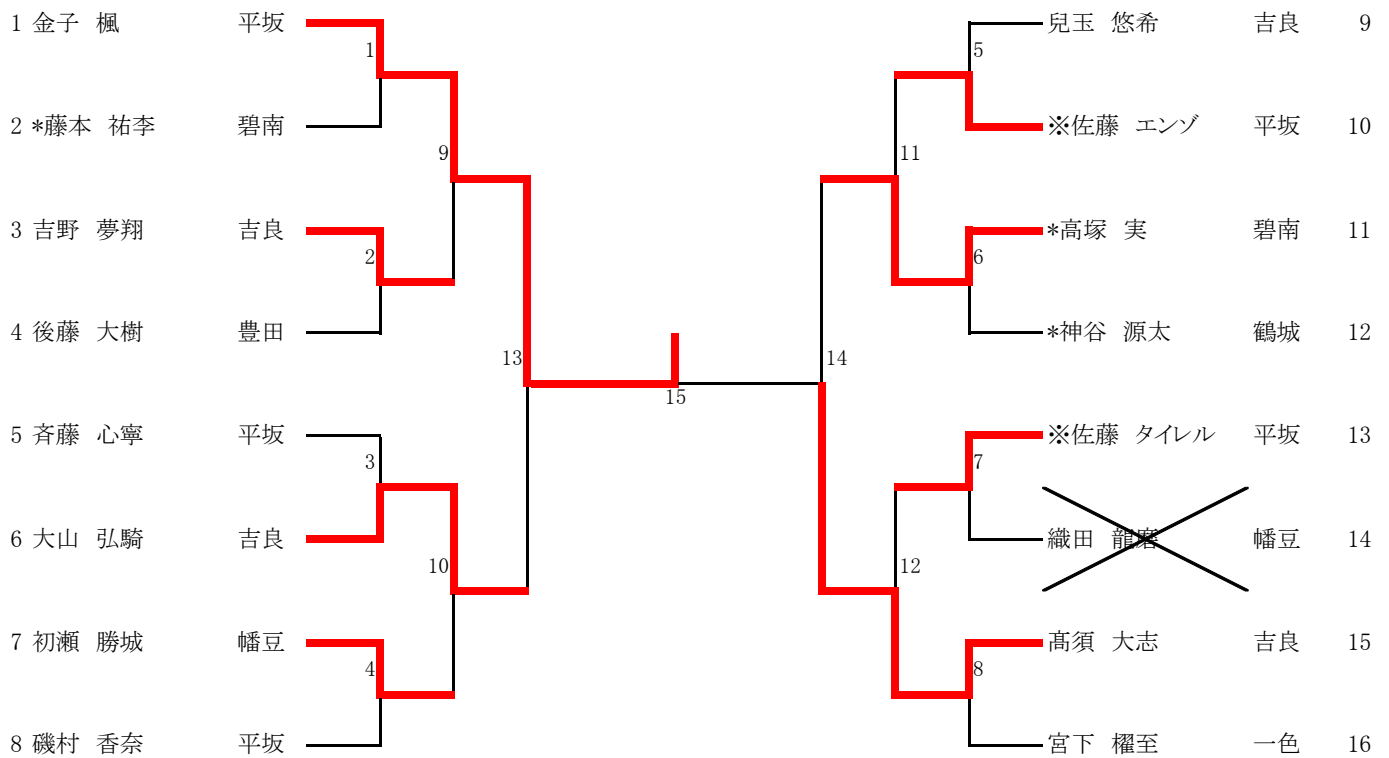 1 金子 楓 平坂
2 *藤本 祐李 碧南
3 吉野 夢翔 吉良
4 後藤 大樹 豊田
5 斉藤 心寧 平坂
6 大山 弘騎 吉良
7 初瀬 勝城 幡豆
8 磯村 香奈 平坂
1
2
3
4
9
10
13
15
14
11
12
5
6
7
8
兒玉 悠希 吉良 9
※佐藤 エンゾ 平坂 10
*高塚 実 碧南 11
*神谷 源太 鶴城 12
※佐藤 タイレル 平坂 13
織田 龍磨 幡豆 14
髙須 大志 吉良 15
宮下 櫂至 一色 16